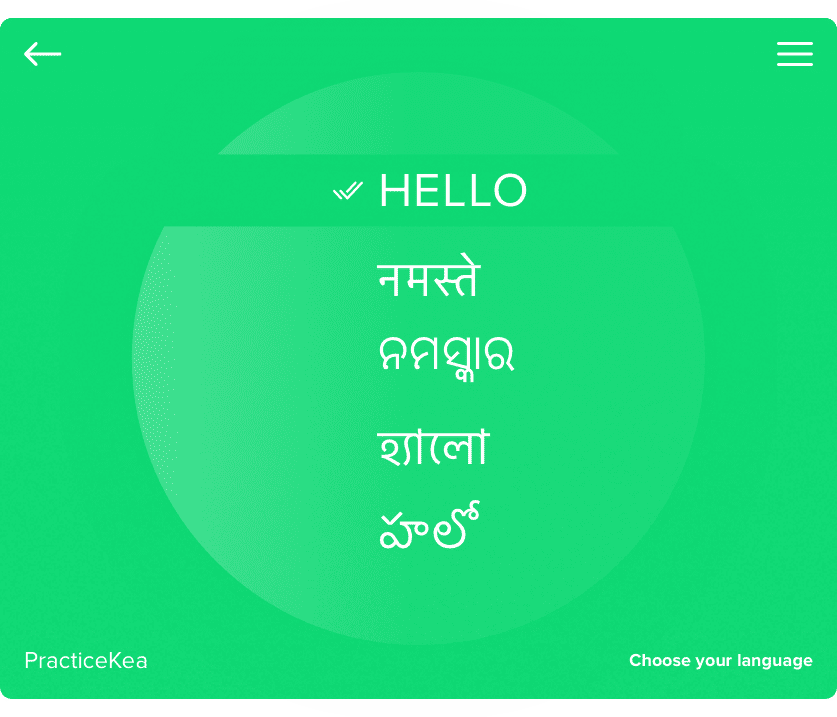 HELLO
नमस्ते
ନମସ୍କାର
হ্যালো
హలో
PracticeKea
Choose your language